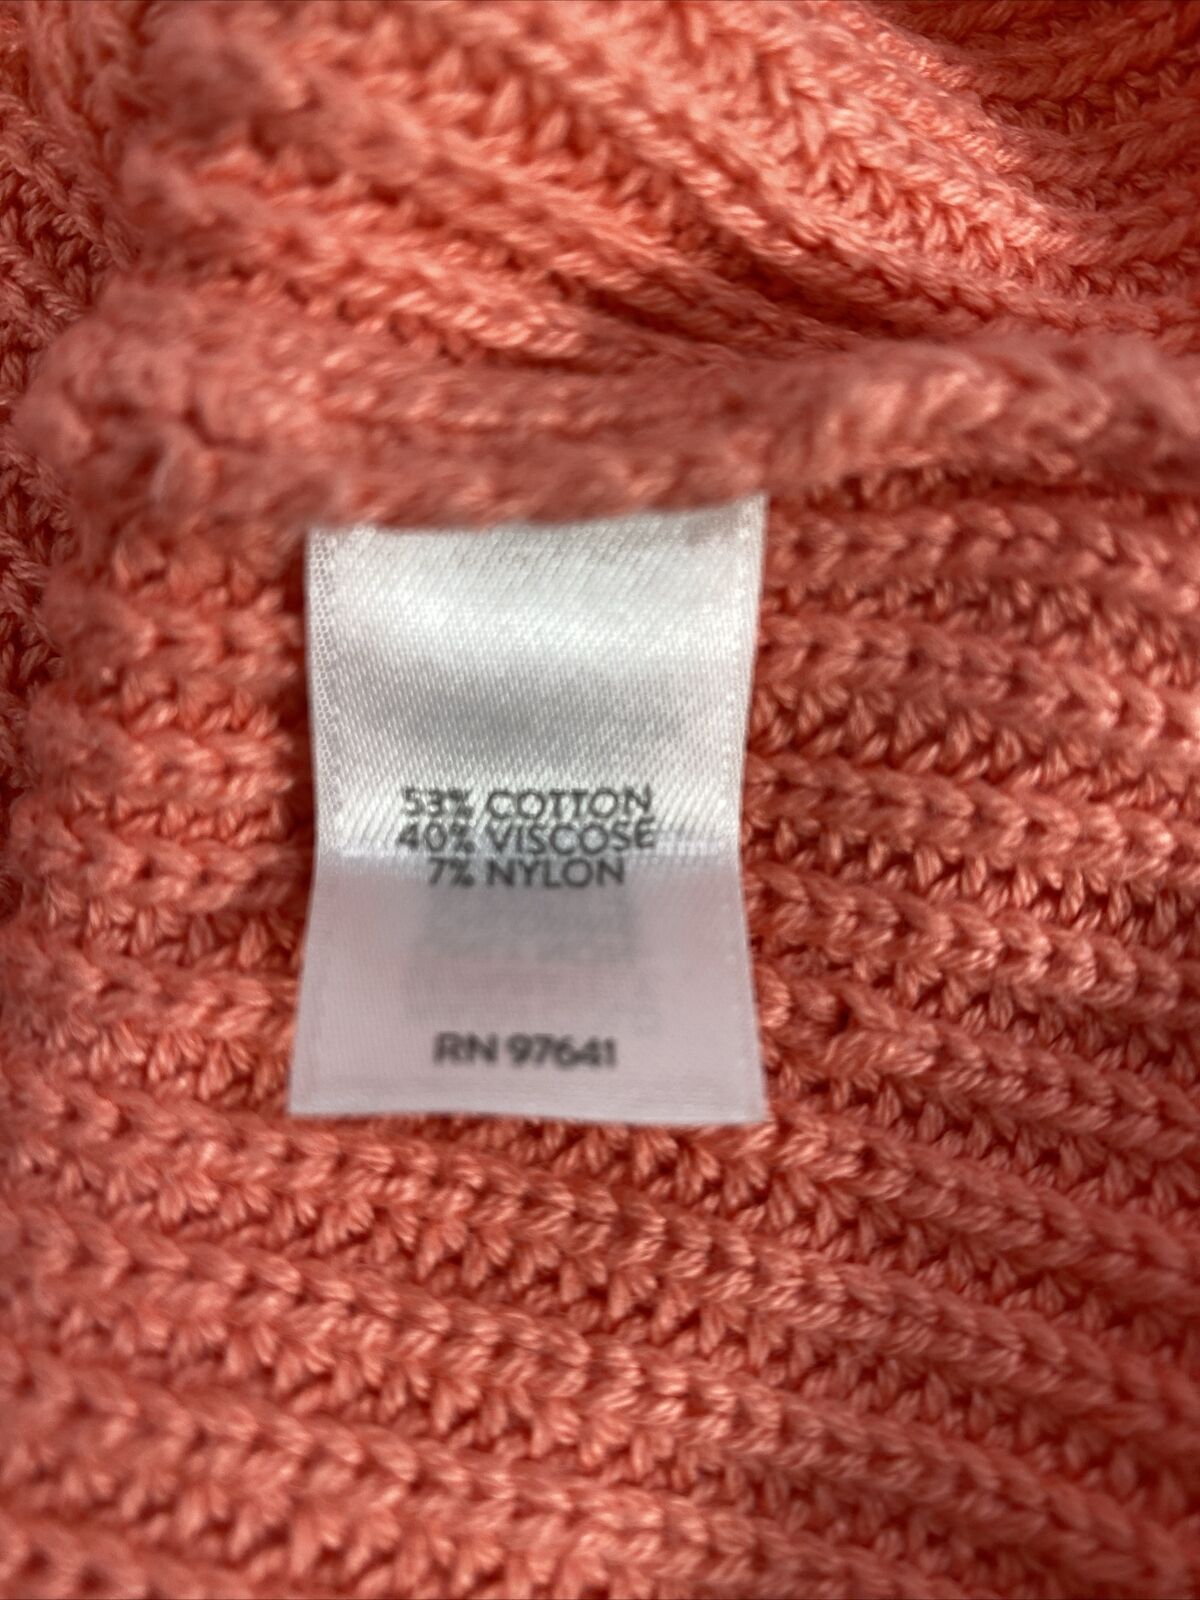 53% COTTON
40% VISCOSE
7% NYLON
RN 97641